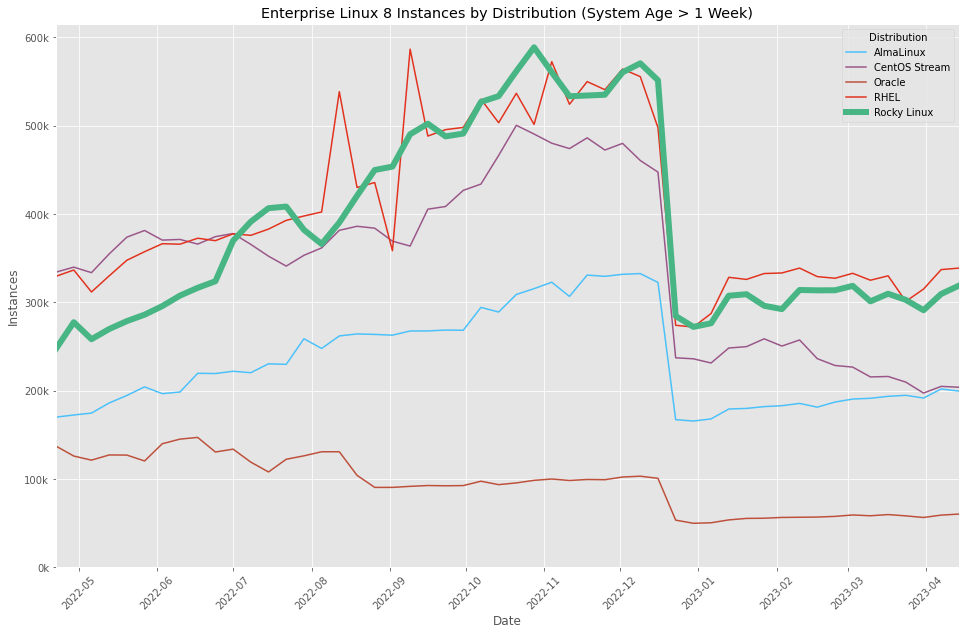 Enterprise Linux 8 Instances by Distribution (System Age > 1 Week)
Distribution
AlmaLinux
CentOS Stream
Oracle
RHEL
Rocky Linux
600k
500k
400k
300k
200k
100k
0k
Instances
2022-05
2022-06
2022-07
2022-08
2022-09
2022-10
2022-11
2022-12
2023-01
2023-02
2023-03
2023-04
Date